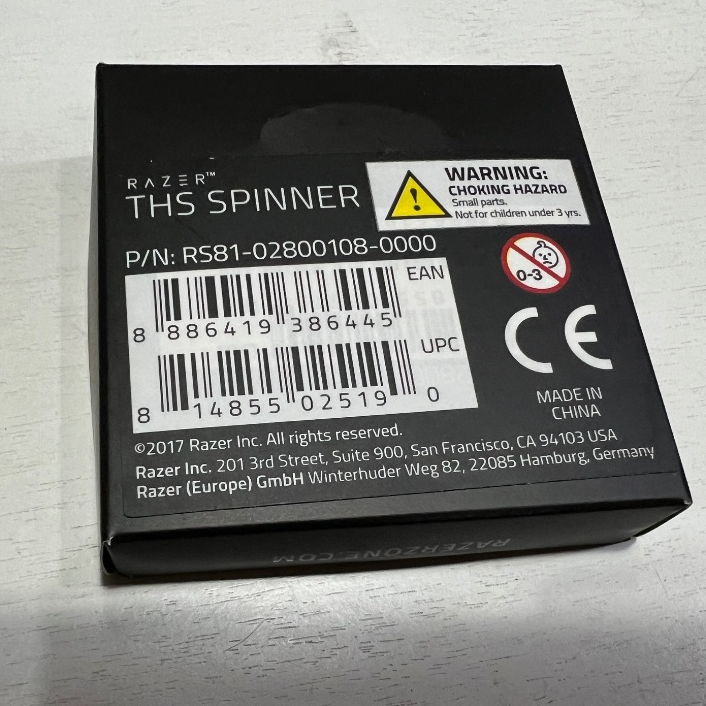 RAZER™
THS SPINNER
WARNING:
CHOKING HAZARD
Small parts.
Not for children under 3 yrs.
P/N: RS81-02800108-0000
0-3
EAN
8 886419 386445
UPC
8 14855 02519 0
CE
MADE IN
CHINA
©2017 Razer Inc. All rights reserved.
Razer Inc. 201 3rd Street, Suite 900, San Francisco, CA 94103 USA
Razer (Europe) GmbH Winterhuder Weg 82, 22085 Hamburg, Germany
RAZERZONE.COM